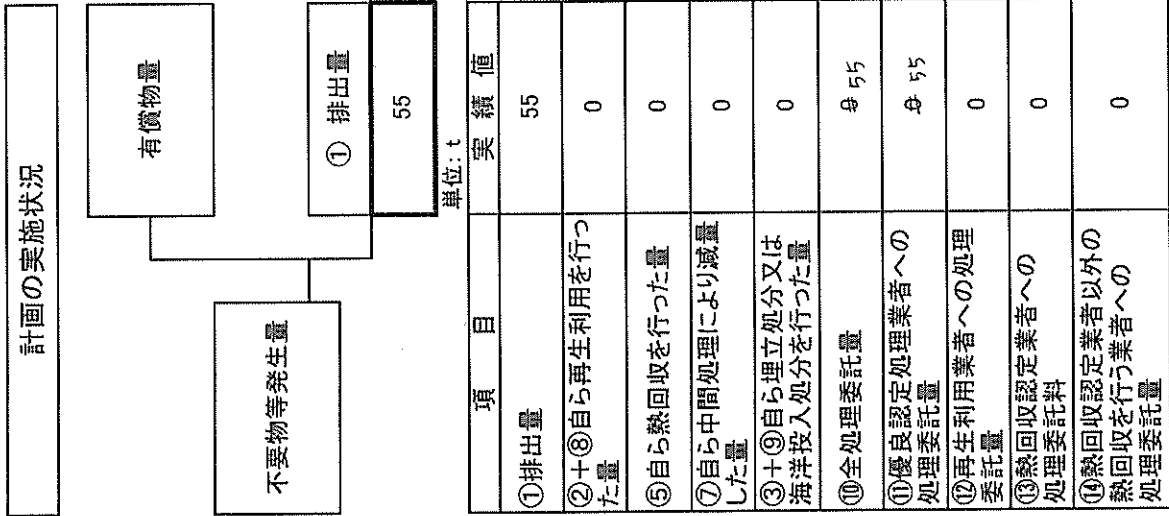 計画の実施状況
不要物等発生量
有償物量
① 排出量
55
単位:t
項 目
実 績 値
①排出量
55
②+⑧自ら再生利用を行っ
た量
0
⑤自ら熱回収を行った量
0
⑦自ら中間処理により減量
した量
0
③+⑨自ら埋立処分又は
海洋投入処分を行った量
0
⑩全処理委託量
55
⑪優良認定処理業者への
処理委託量
55
⑫再生利用業者への処理
委託量
0
⑬熱回収認定業者への
処理委託料
0
⑭熱回収認定業者以外の
熱回収を行う業者への
処理委託量
0